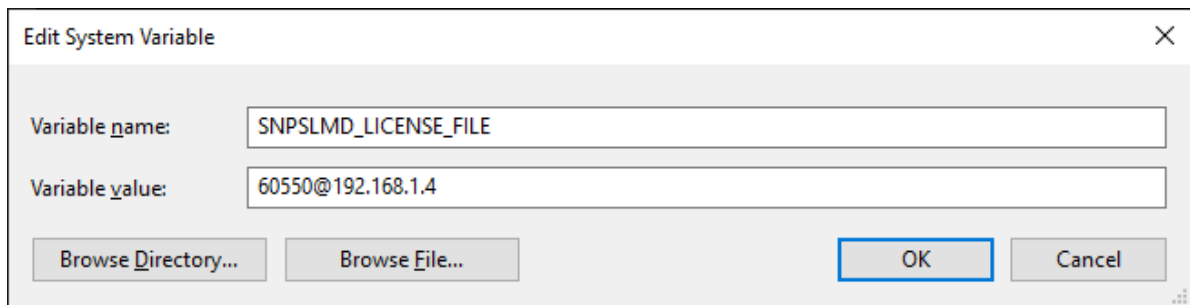 Edit System Variable
Variable name: SNPSLMD_LICENSE_FILE
Variable value: 60550@192.168.1.4
Browse Directory... Browse File... OK Cancel